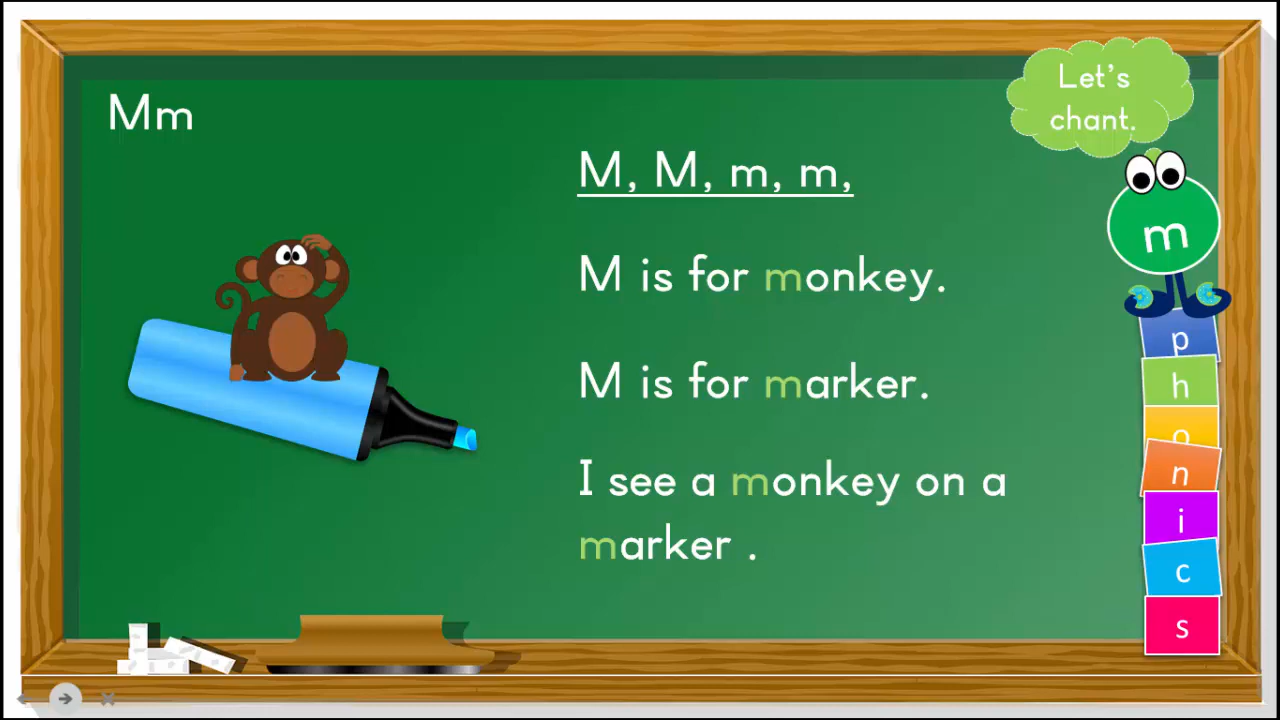 Let's
chant.
Mm
M, M, m, m,
M is for monkey.
M is for marker.
I see a monkey on a
marker .
m
p
h
o
n
i
c
s